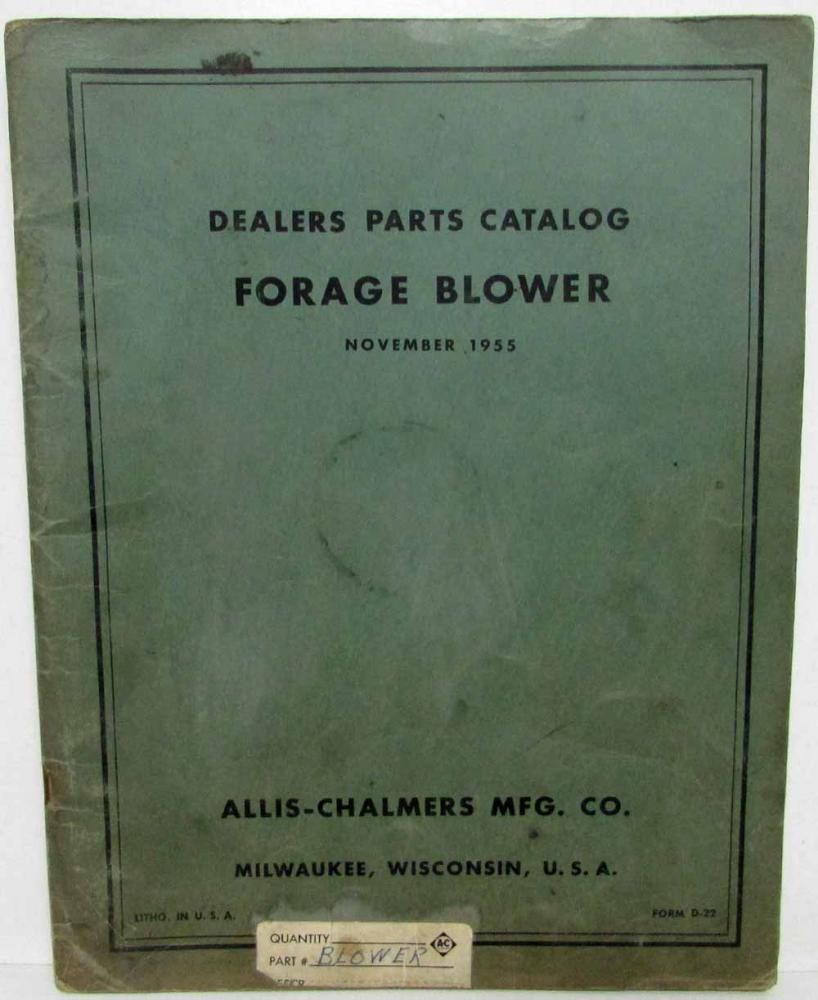 DEALERS PARTS CATALOG
FORAGE BLOWER
NOVEMBER 1955
ALLIS-CHALMERS MFG. CO.
MILWAUKEE, WISCONSIN, U. S. A.
LITHO. IN U. S. A.
FORM D-22
QUANTITY
A-C
PART # BLOWER